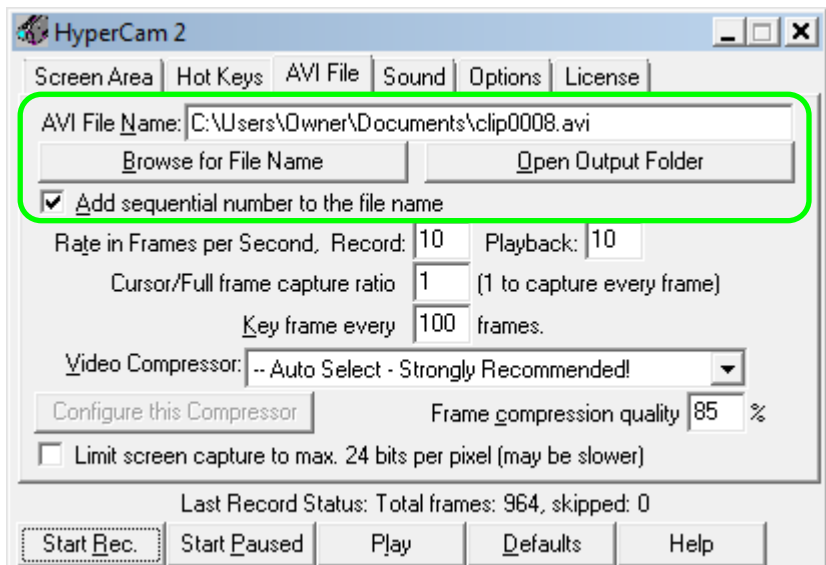 HyperCam 2
Screen Area Hot Keys AVI File Sound Options License
AVI File Name: C:\Users\Owner\Documents\clip0008.avi
Browse for File Name Open Output Folder
Add sequential number to the file name
Rate in Frames per Second, Record: 10 Playback: 10
Cursor/Full frame capture ratio 1 (1 to capture every frame)
Key frame every 100 frames.
Video Compressor: -- Auto Select - Strongly Recommended!
Configure this Compressor Frame compression quality 85 %
Limit screen capture to max. 24 bits per pixel (may be slower)
Last Record Status: Total frames: 964, skipped: 0
Start Rec. Start Paused Play Defaults Help